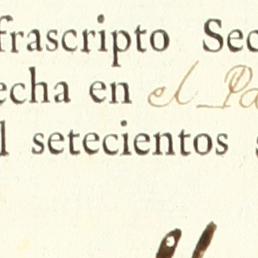 frascripto Sec
echa en el Pa
l setecientos s